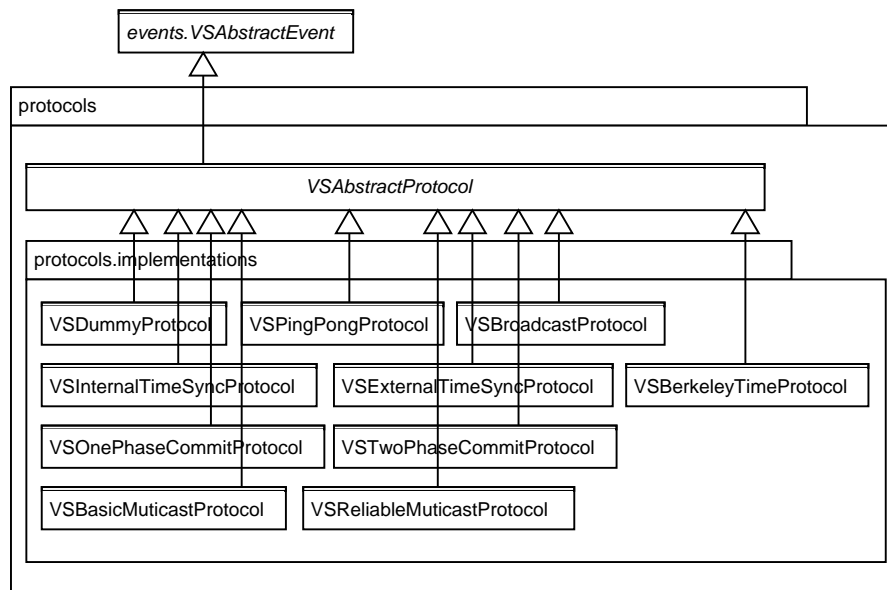 events.VSAbstractEvent
protocols
VSAbstractProtocol
protocols.implementations
VSDummyProtocol
VSPingPongProtocol
VSBroadcastProtocol
VSInternalTimeSyncProtocol
VSExternalTimeSyncProtocol
VSBerkeleyTimeProtocol
VSOnePhaseCommitProtocol
VSTwoPhaseCommitProtocol
VSBasicMuticastProtocol
VSReliableMuticastProtocol